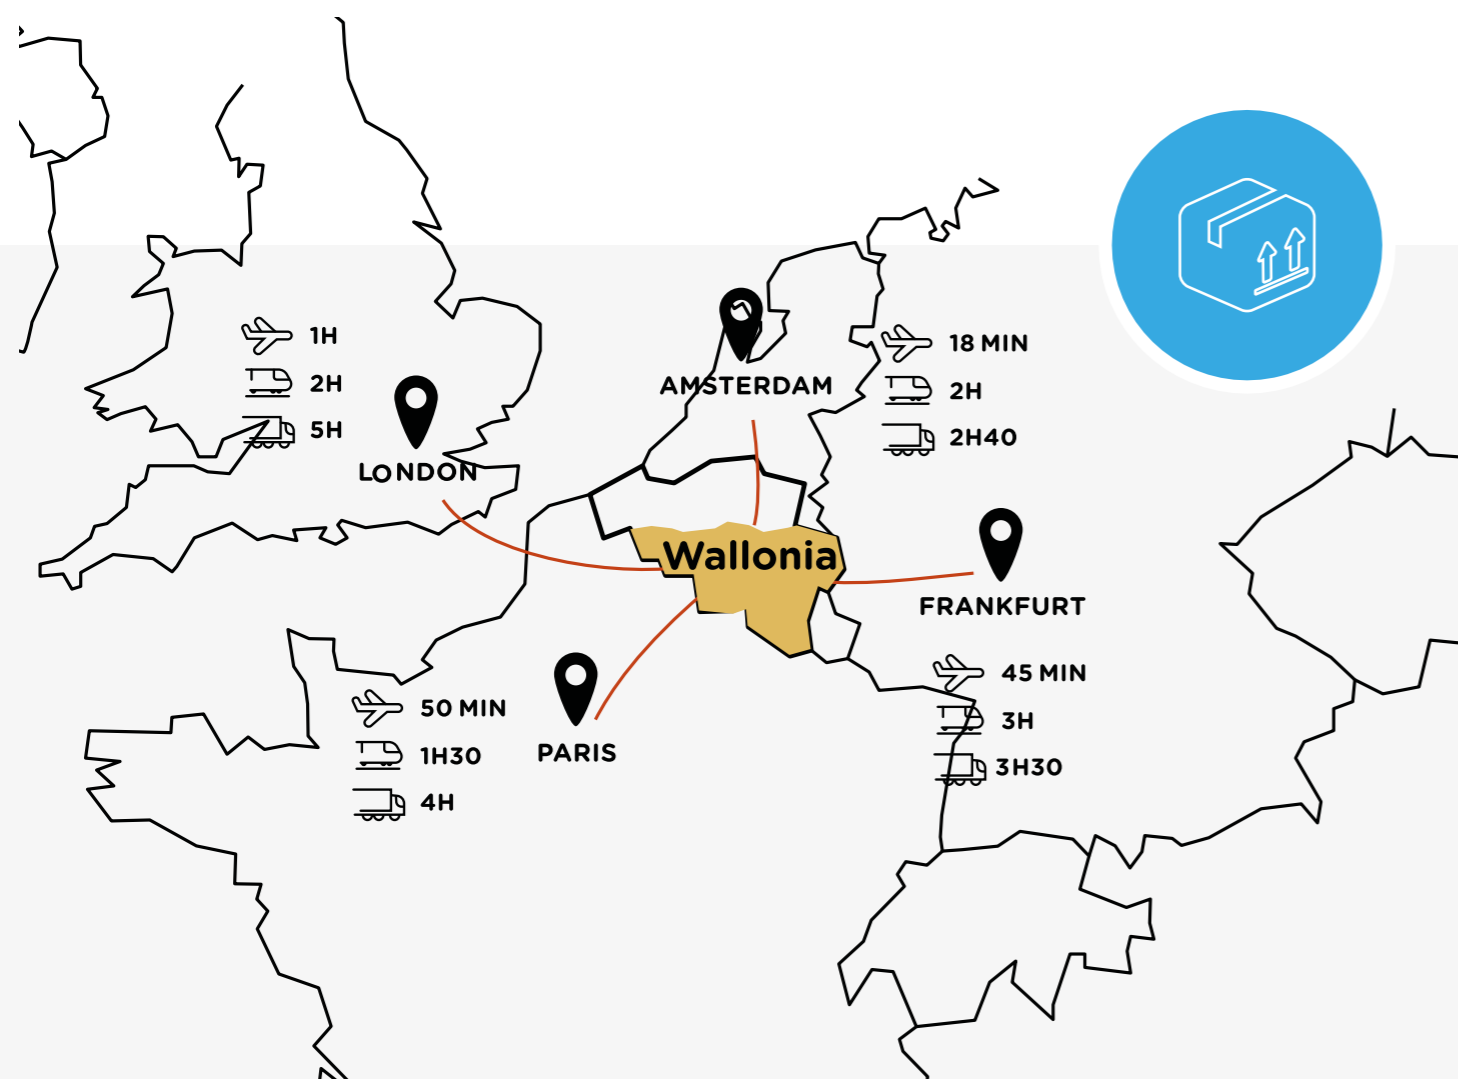 1H
2H
5H
LONDON
AMSTERDAM
18 MIN
2H
2H40
Wallonia
FRANKFURT
45 MIN
3H
3H30
PARIS
50 MIN
1H30
4H